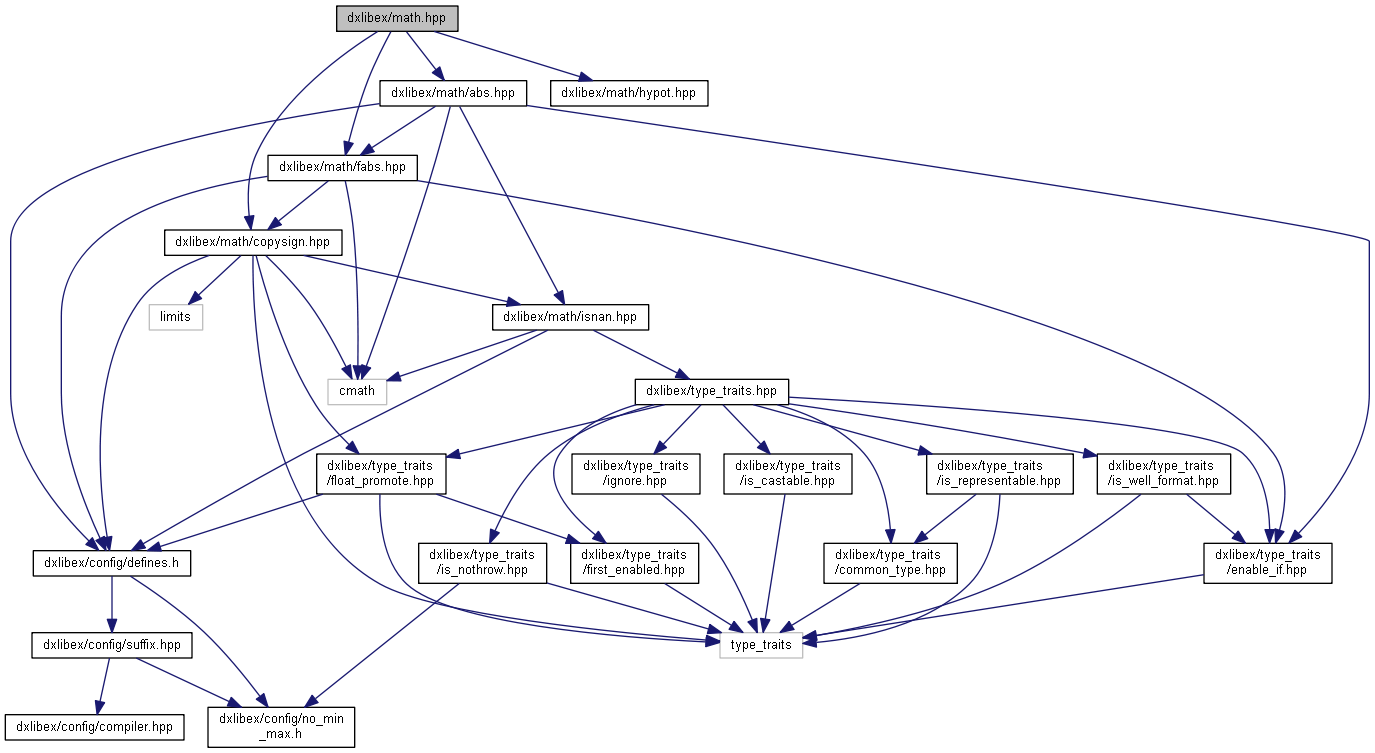 dxlibex/math.hpp
dxlibex/math/abs.hpp
dxlibex/math/hypot.hpp
dxlibex/math/fabs.hpp
dxlibex/math/copysign.hpp
limits
dxlibex/math/isnan.hpp
cmath
dxlibex/type_traits.hpp
dxlibex/type_traits
/float_promote.hpp
dxlibex/type_traits
/ignore.hpp
dxlibex/type_traits
/is_castable.hpp
dxlibex/type_traits
/is_representable.hpp
dxlibex/type_traits
/is_well_format.hpp
dxlibex/config/defines.h
dxlibex/type_traits
/is_nothrow.hpp
dxlibex/type_traits
/first_enabled.hpp
dxlibex/type_traits
/common_type.hpp
dxlibex/type_traits
/enable_if.hpp
dxlibex/config/suffix.hpp
type_traits
dxlibex/config/compiler.hpp
dxlibex/config/no_min
_max.h